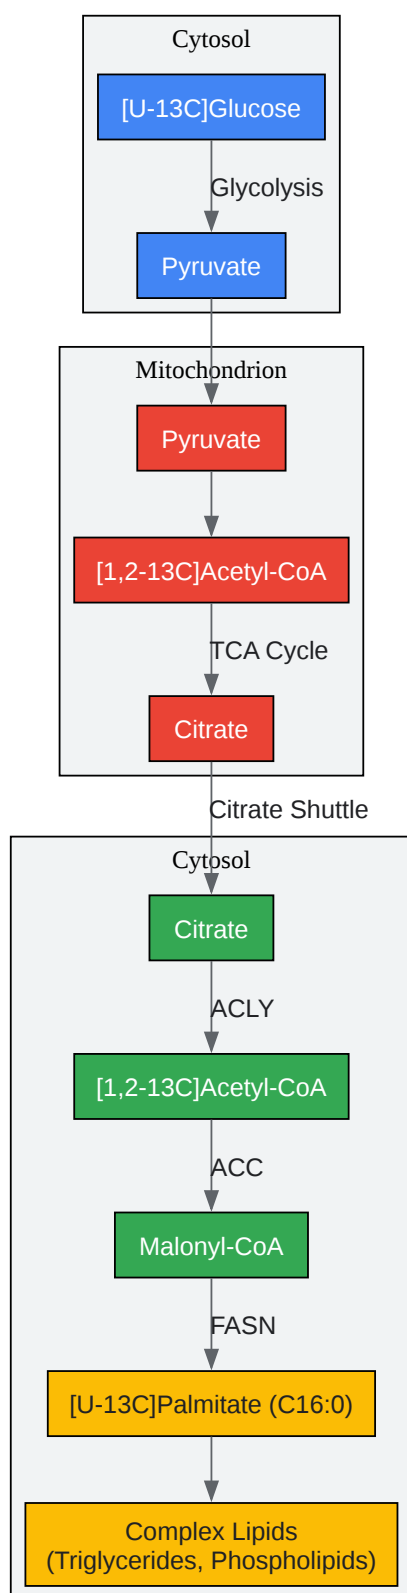 Cytosol
[U-13C]Glucose
Glycolysis
Pyruvate
Mitochondrion
Pyruvate
[1,2-13C]Acetyl-CoA
TCA Cycle
Citrate
Citrate Shuttle
Cytosol
Citrate
ACLY
[1,2-13C]Acetyl-CoA
ACC
Malonyl-CoA
FASN
[U-13C]Palmitate (C16:0)
Complex Lipids
(Triglycerides, Phospholipids)